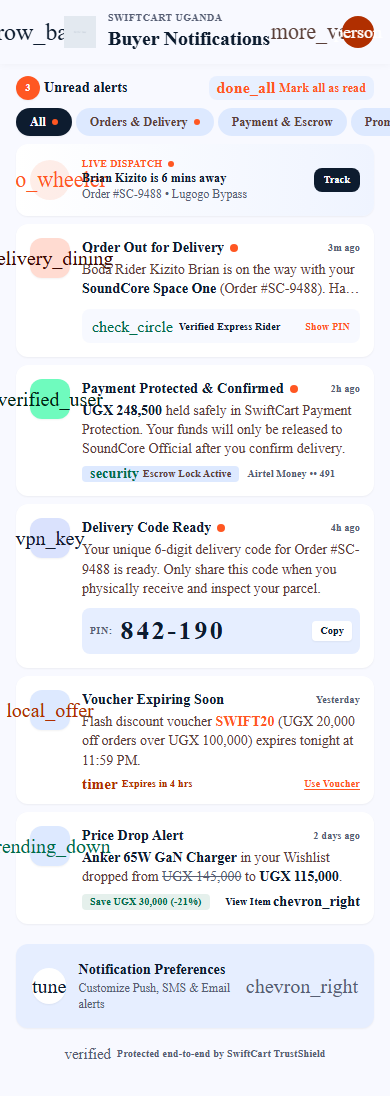 SWIFTCART UGANDA
Buyer Notifications
3 Unread alerts
done_all Mark all as read
All
Orders & Delivery
Payment & Escrow
LIVE DISPATCH
Brian Kizito is 6 mins away
Order #SC-9488 • Lugogo Bypass
Track
delivery_dining
Order Out for Delivery
3m ago
Boda Rider Kizito Brian is on the way with your
SoundCore Space One (Order #SC-9488). Ha…
check_circle Verified Express Rider
Show PIN
verified_user
Payment Protected & Confirmed
2h ago
UGX 248,500 held safely in SwiftCart Payment
Protection. Your funds will only be released to
SoundCore Official after you confirm delivery.
security Escrow Lock Active
Airtel Money •• 491
vpn_key
Delivery Code Ready
4h ago
Your unique 6-digit delivery code for Order #SC-
9488 is ready. Only share this code when you
physically receive and inspect your parcel.
PIN: 842-190
Copy
local_offer
Voucher Expiring Soon
Yesterday
Flash discount voucher SWIFT20 (UGX 20,000
off orders over UGX 100,000) expires tonight at
11:59 PM.
timer Expires in 4 hrs
Use Voucher
trending_down
Price Drop Alert
2 days ago
Anker 65W GaN Charger in your Wishlist
dropped from UGX 145,000 to UGX 115,000.
Save UGX 30,000 (-21%)
View Item chevron_right
tune
Notification Preferences
Customize Push, SMS & Email
alerts
chevron_right
verified Protected end-to-end by SwiftCart TrustShield